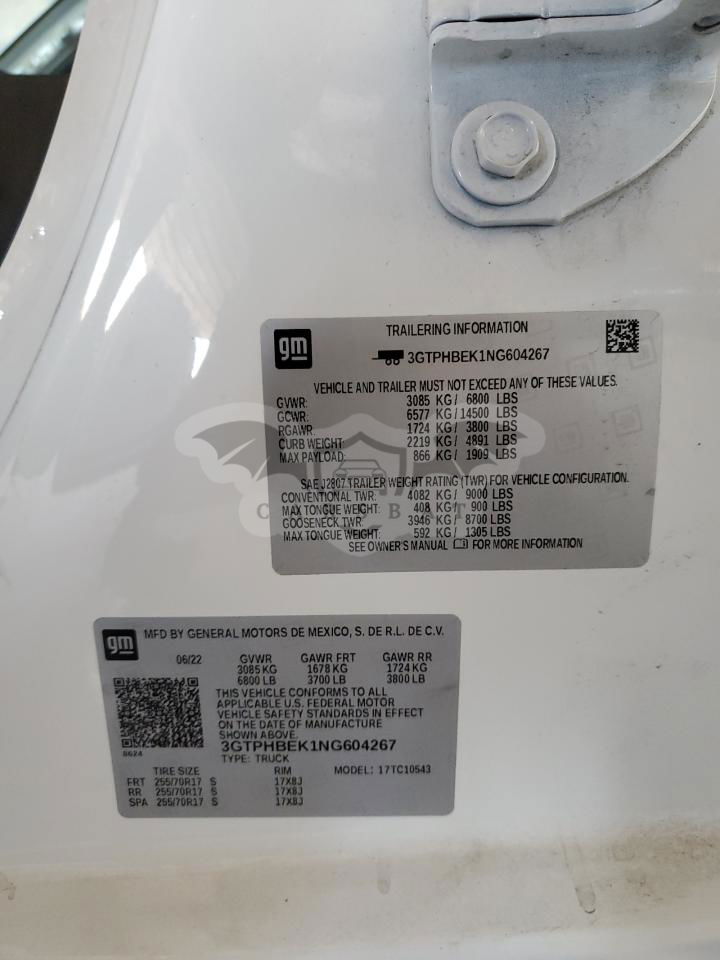 gm
TRAILERING INFORMATION
3GTPHBEK1NG604267
VEHICLE AND TRAILER MUST NOT EXCEED ANY OF THESE VALUES.
GVWR: 3085 KG / 6800 LBS
GCWR: 6577 KG / 14500 LBS
RGAWR: 1724 KG / 3800 LBS
CURB WEIGHT: 2219 KG / 4891 LBS
MAX PAYLOAD: 866 KG / 1909 LBS
SAE J2807 TRAILER WEIGHT RATING (TWR) FOR VEHICLE CONFIGURATION.
CONVENTIONAL TWR: 4082 KG / 9000 LBS
MAX TONGUE WEIGHT: 408 KG / 900 LBS
GOOSENECK TWR: 3946 KG / 8700 LBS
MAX TONGUE WEIGHT: 592 KG / 1305 LBS
SEE OWNER'S MANUAL FOR MORE INFORMATION
gm
MFD BY GENERAL MOTORS DE MEXICO, S. DE R.L. DE C.V.
06/22 GVWR GAWR FRT GAWR RR
3085 KG 1678 KG 1724 KG
6800 LB 3700 LB 3800 LB
THIS VEHICLE CONFORMS TO ALL
APPLICABLE U.S. FEDERAL MOTOR
VEHICLE SAFETY STANDARDS IN EFFECT
ON THE DATE OF MANUFACTURE
SHOWN ABOVE.
3GTPHBEK1NG604267
8624
TYPE: TRUCK
TIRE SIZE RIM MODEL: 17TC10543
FRT 255/70R17 S 17X8J
RR 255/70R17 S 17X8J
SPA 255/70R17 S 17X8J